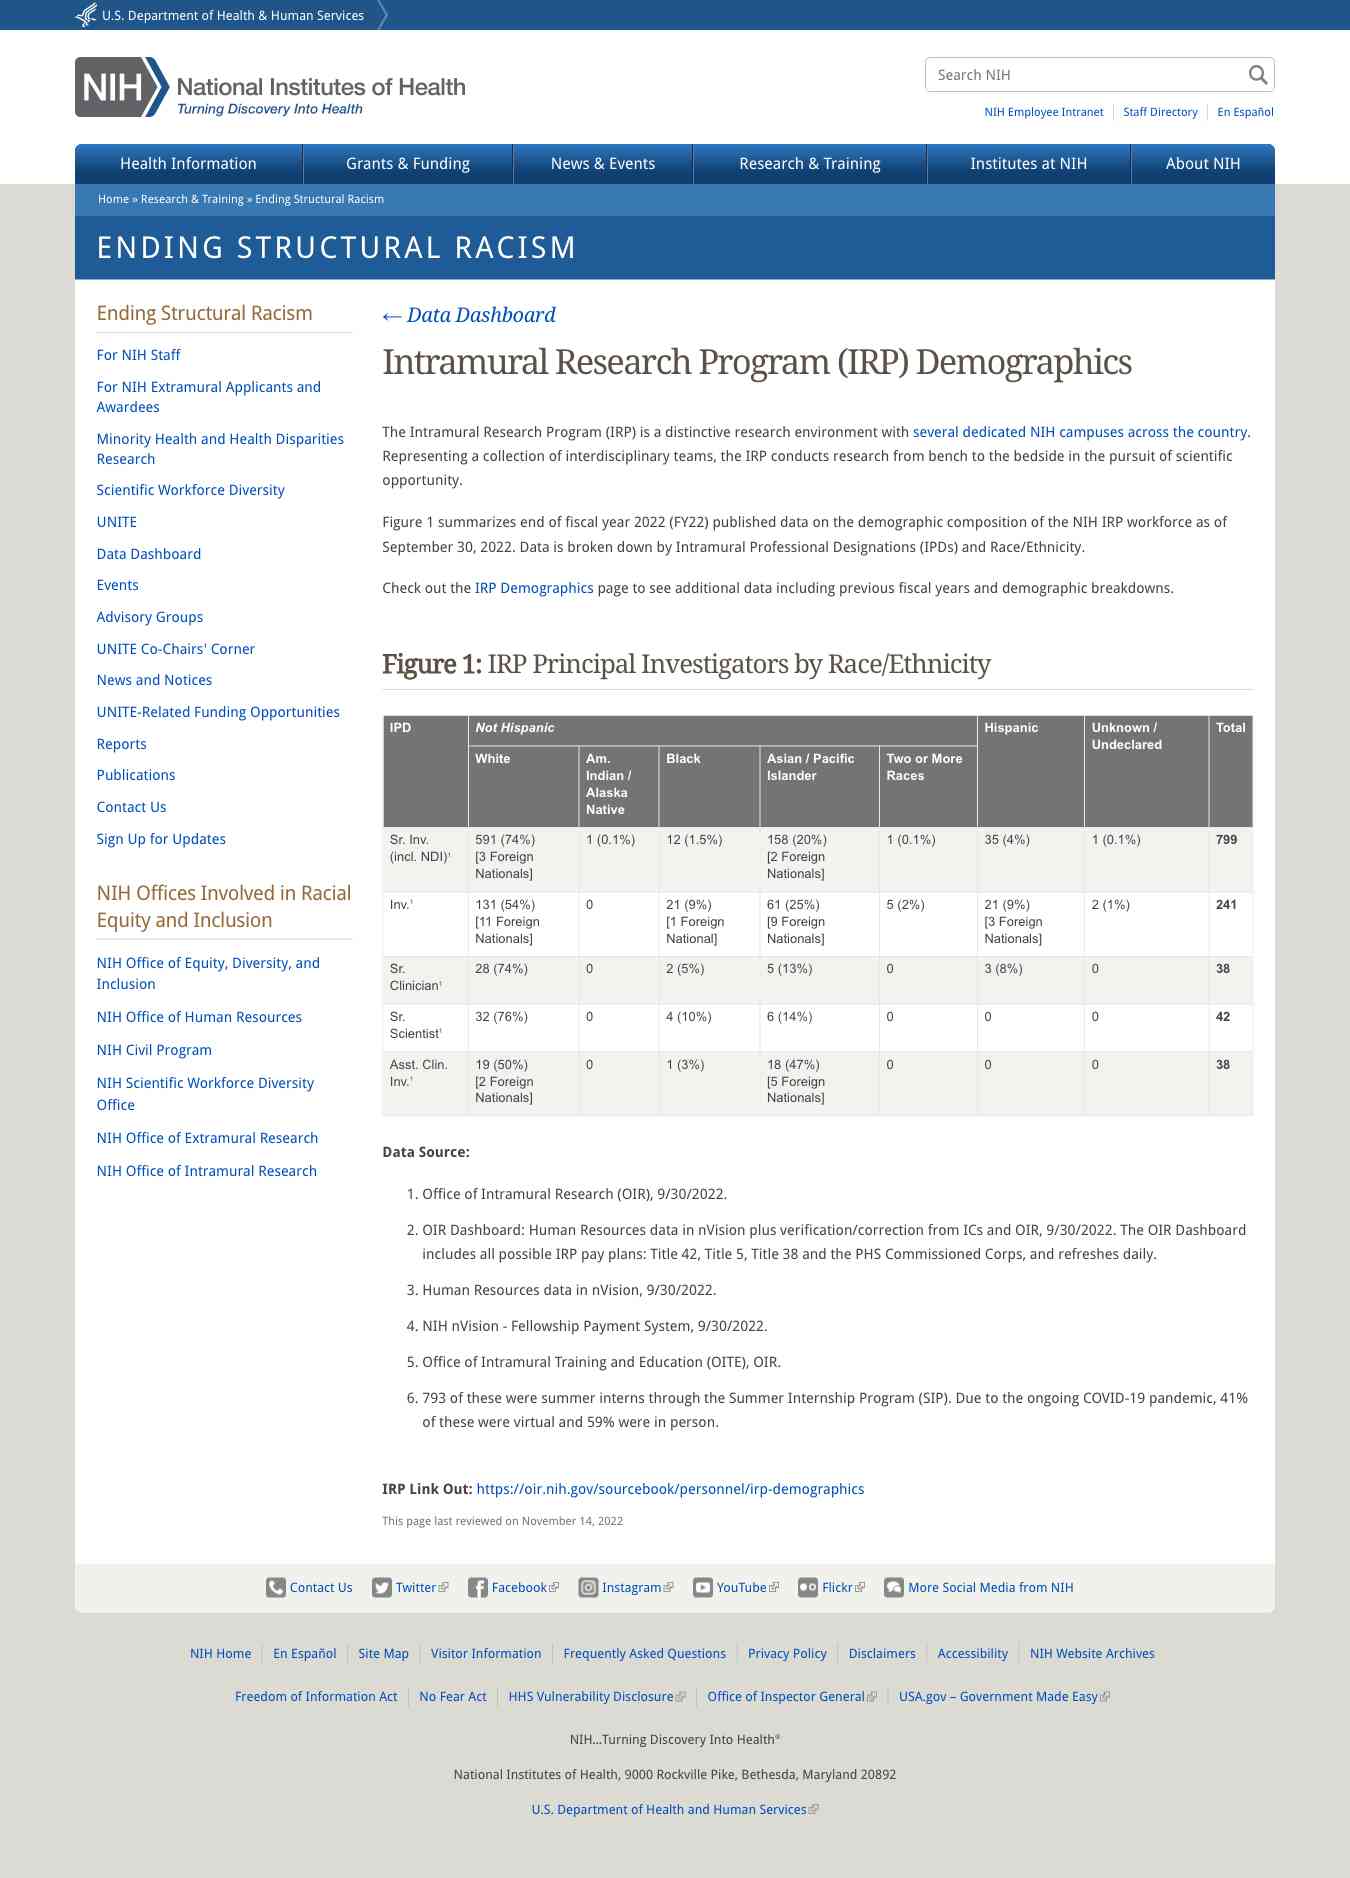 U.S. Department of Health & Human Services
NIH
National Institutes of Health
Turning Discovery Into Health
Search NIH
NIH Employee Intranet
Staff Directory
En Español
Health Information
Grants & Funding
News & Events
Research & Training
Institutes at NIH
About NIH
Home » Research & Training » Ending Structural Racism
ENDING STRUCTURAL RACISM
Ending Structural Racism
For NIH Staff
For NIH Extramural Applicants and
Awardees
Minority Health and Health Disparities
Research
Scientific Workforce Diversity
UNITE
Data Dashboard
Events
Advisory Groups
UNITE Co-Chairs' Corner
News and Notices
UNITE-Related Funding Opportunities
Reports
Publications
Contact Us
Sign Up for Updates
NIH Offices Involved in Racial
Equity and Inclusion
NIH Office of Equity, Diversity, and
Inclusion
NIH Office of Human Resources
NIH Civil Program
NIH Scientific Workforce Diversity
Office
NIH Office of Extramural Research
NIH Office of Intramural Research
← Data Dashboard
Intramural Research Program (IRP) Demographics
The Intramural Research Program (IRP) is a distinctive research environment with several dedicated NIH campuses across the country.
Representing a collection of interdisciplinary teams, the IRP conducts research from bench to the bedside in the pursuit of scientific
opportunity.
Figure 1 summarizes end of fiscal year 2022 (FY22) published data on the demographic composition of the NIH IRP workforce as of
September 30, 2022. Data is broken down by Intramural Professional Designations (IPDs) and Race/Ethnicity.
Check out the IRP Demographics page to see additional data including previous fiscal years and demographic breakdowns.
Figure 1: IRP Principal Investigators by Race/Ethnicity
IPD
Not Hispanic
Hispanic
Unknown /
Undeclared
Total
White
Am.
Indian /
Alaska
Native
Black
Asian / Pacific
Islander
Two or More
Races
Sr. Inv.
(incl. NDI)¹
591 (74%)
[3 Foreign
Nationals]
1 (0.1%)
12 (1.5%)
158 (20%)
[2 Foreign
Nationals]
1 (0.1%)
35 (4%)
1 (0.1%)
799
Inv.¹
131 (54%)
[11 Foreign
Nationals]
0
21 (9%)
[1 Foreign
National]
61 (25%)
[9 Foreign
Nationals]
5 (2%)
21 (9%)
[3 Foreign
Nationals]
2 (1%)
241
Sr.
Clinician¹
28 (74%)
0
2 (5%)
5 (13%)
0
3 (8%)
0
38
Sr.
Scientist¹
32 (76%)
0
4 (10%)
6 (14%)
0
0
0
42
Asst. Clin.
Inv.¹
19 (50%)
[2 Foreign
Nationals]
0
1 (3%)
18 (47%)
[5 Foreign
Nationals]
0
0
0
38
Data Source:
1. Office of Intramural Research (OIR), 9/30/2022.
2. OIR Dashboard: Human Resources data in nVision plus verification/correction from ICs and OIR, 9/30/2022. The OIR Dashboard
includes all possible IRP pay plans: Title 42, Title 5, Title 38 and the PHS Commissioned Corps, and refreshes daily.
3. Human Resources data in nVision, 9/30/2022.
4. NIH nVision - Fellowship Payment System, 9/30/2022.
5. Office of Intramural Training and Education (OITE), OIR.
6. 793 of these were summer interns through the Summer Internship Program (SIP). Due to the ongoing COVID-19 pandemic, 41%
of these were virtual and 59% were in person.
IRP Link Out: https://oir.nih.gov/sourcebook/personnel/irp-demographics
This page last reviewed on November 14, 2022
Contact Us
Twitter
Facebook
Instagram
YouTube
Flickr
More Social Media from NIH
NIH Home
En Español
Site Map
Visitor Information
Frequently Asked Questions
Privacy Policy
Disclaimers
Accessibility
NIH Website Archives
Freedom of Information Act
No Fear Act
HHS Vulnerability Disclosure
Office of Inspector General
USA.gov – Government Made Easy
NIH…Turning Discovery Into Health®
National Institutes of Health, 9000 Rockville Pike, Bethesda, Maryland 20892
U.S. Department of Health and Human Services